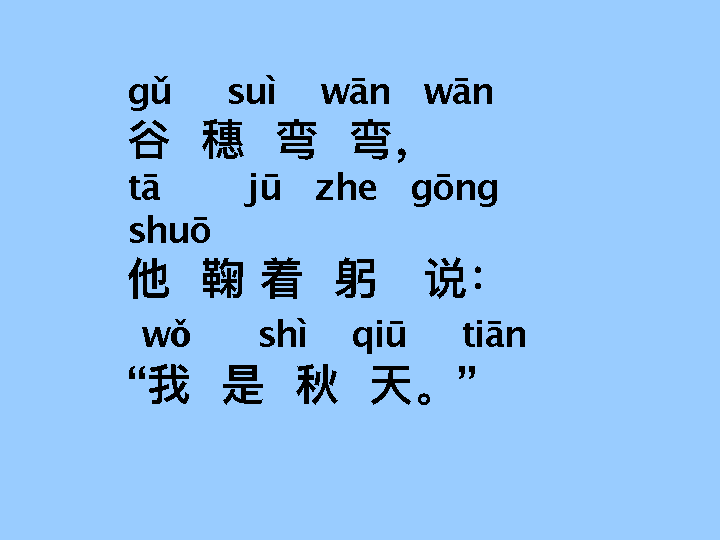 gǔ suì wān wān
谷 穗 弯 弯，
tā jū zhe gōng
shuō
他 鞠 着 躬 说：
wǒ shì qiū tiān
“我 是 秋 天。”